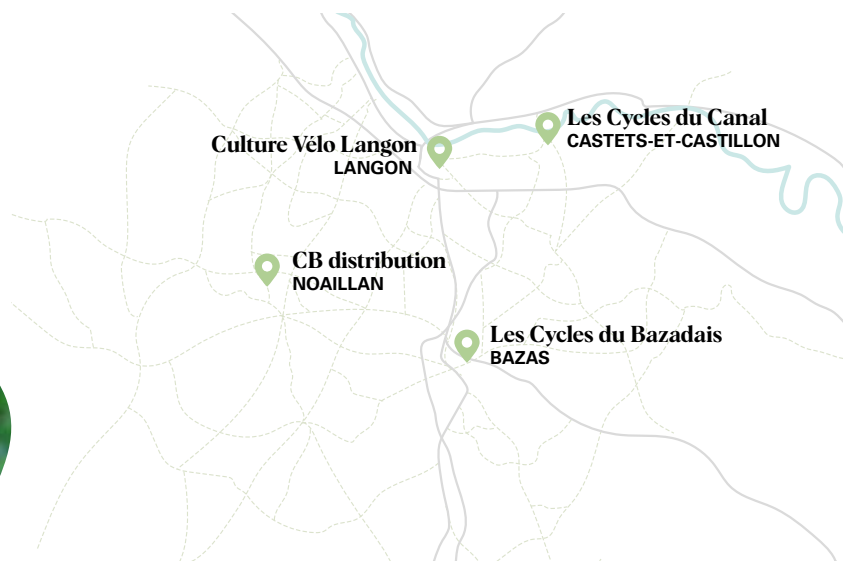 Les Cycles du Canal
CASTETS-ET-CASTILLON
Culture Vélo Langon
LANGON
CB distribution
NOAILLAN
Les Cycles du Bazadais
BAZAS